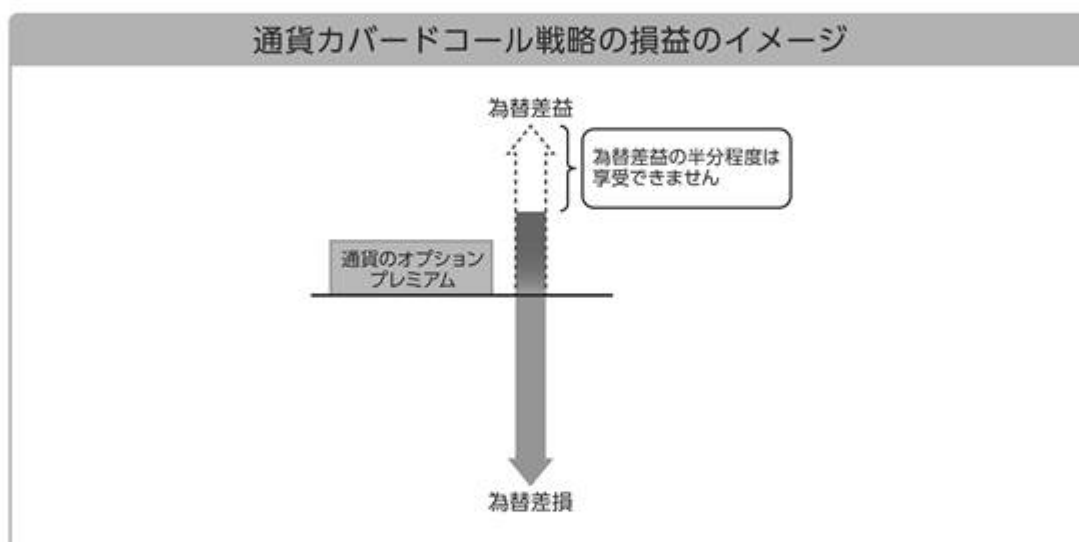 通貨カバードコール戦略の損益のイメージ
為替差益
為替差益の半分程度は
享受できません
通貨のオプション
プレミアム
為替差損